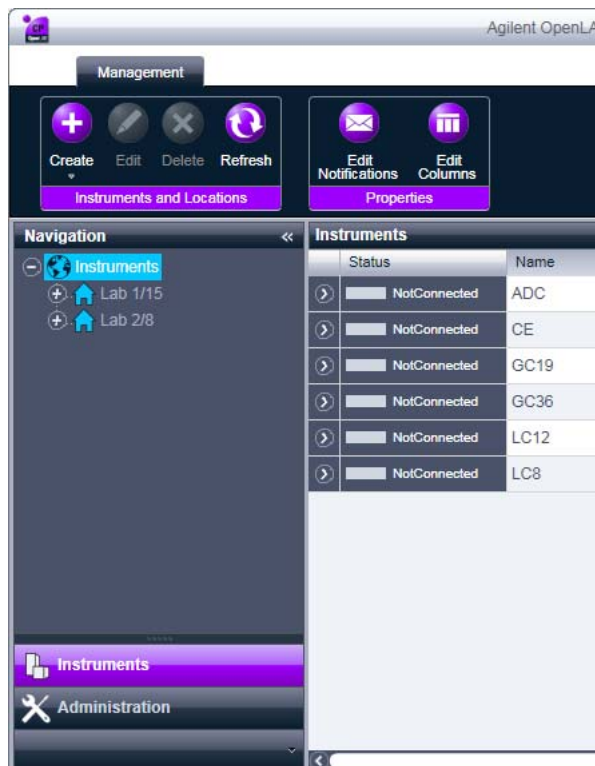 CP
Agilent OpenLA
Management
Create Edit Delete Refresh Edit Notifications Edit Columns
Instruments and Locations Properties
Navigation Instruments
Instruments
Lab 1/15
Lab 2/8
Status Name
NotConnected ADC
NotConnected CE
NotConnected GC19
NotConnected GC36
NotConnected LC12
NotConnected LC8
Instruments
Administration